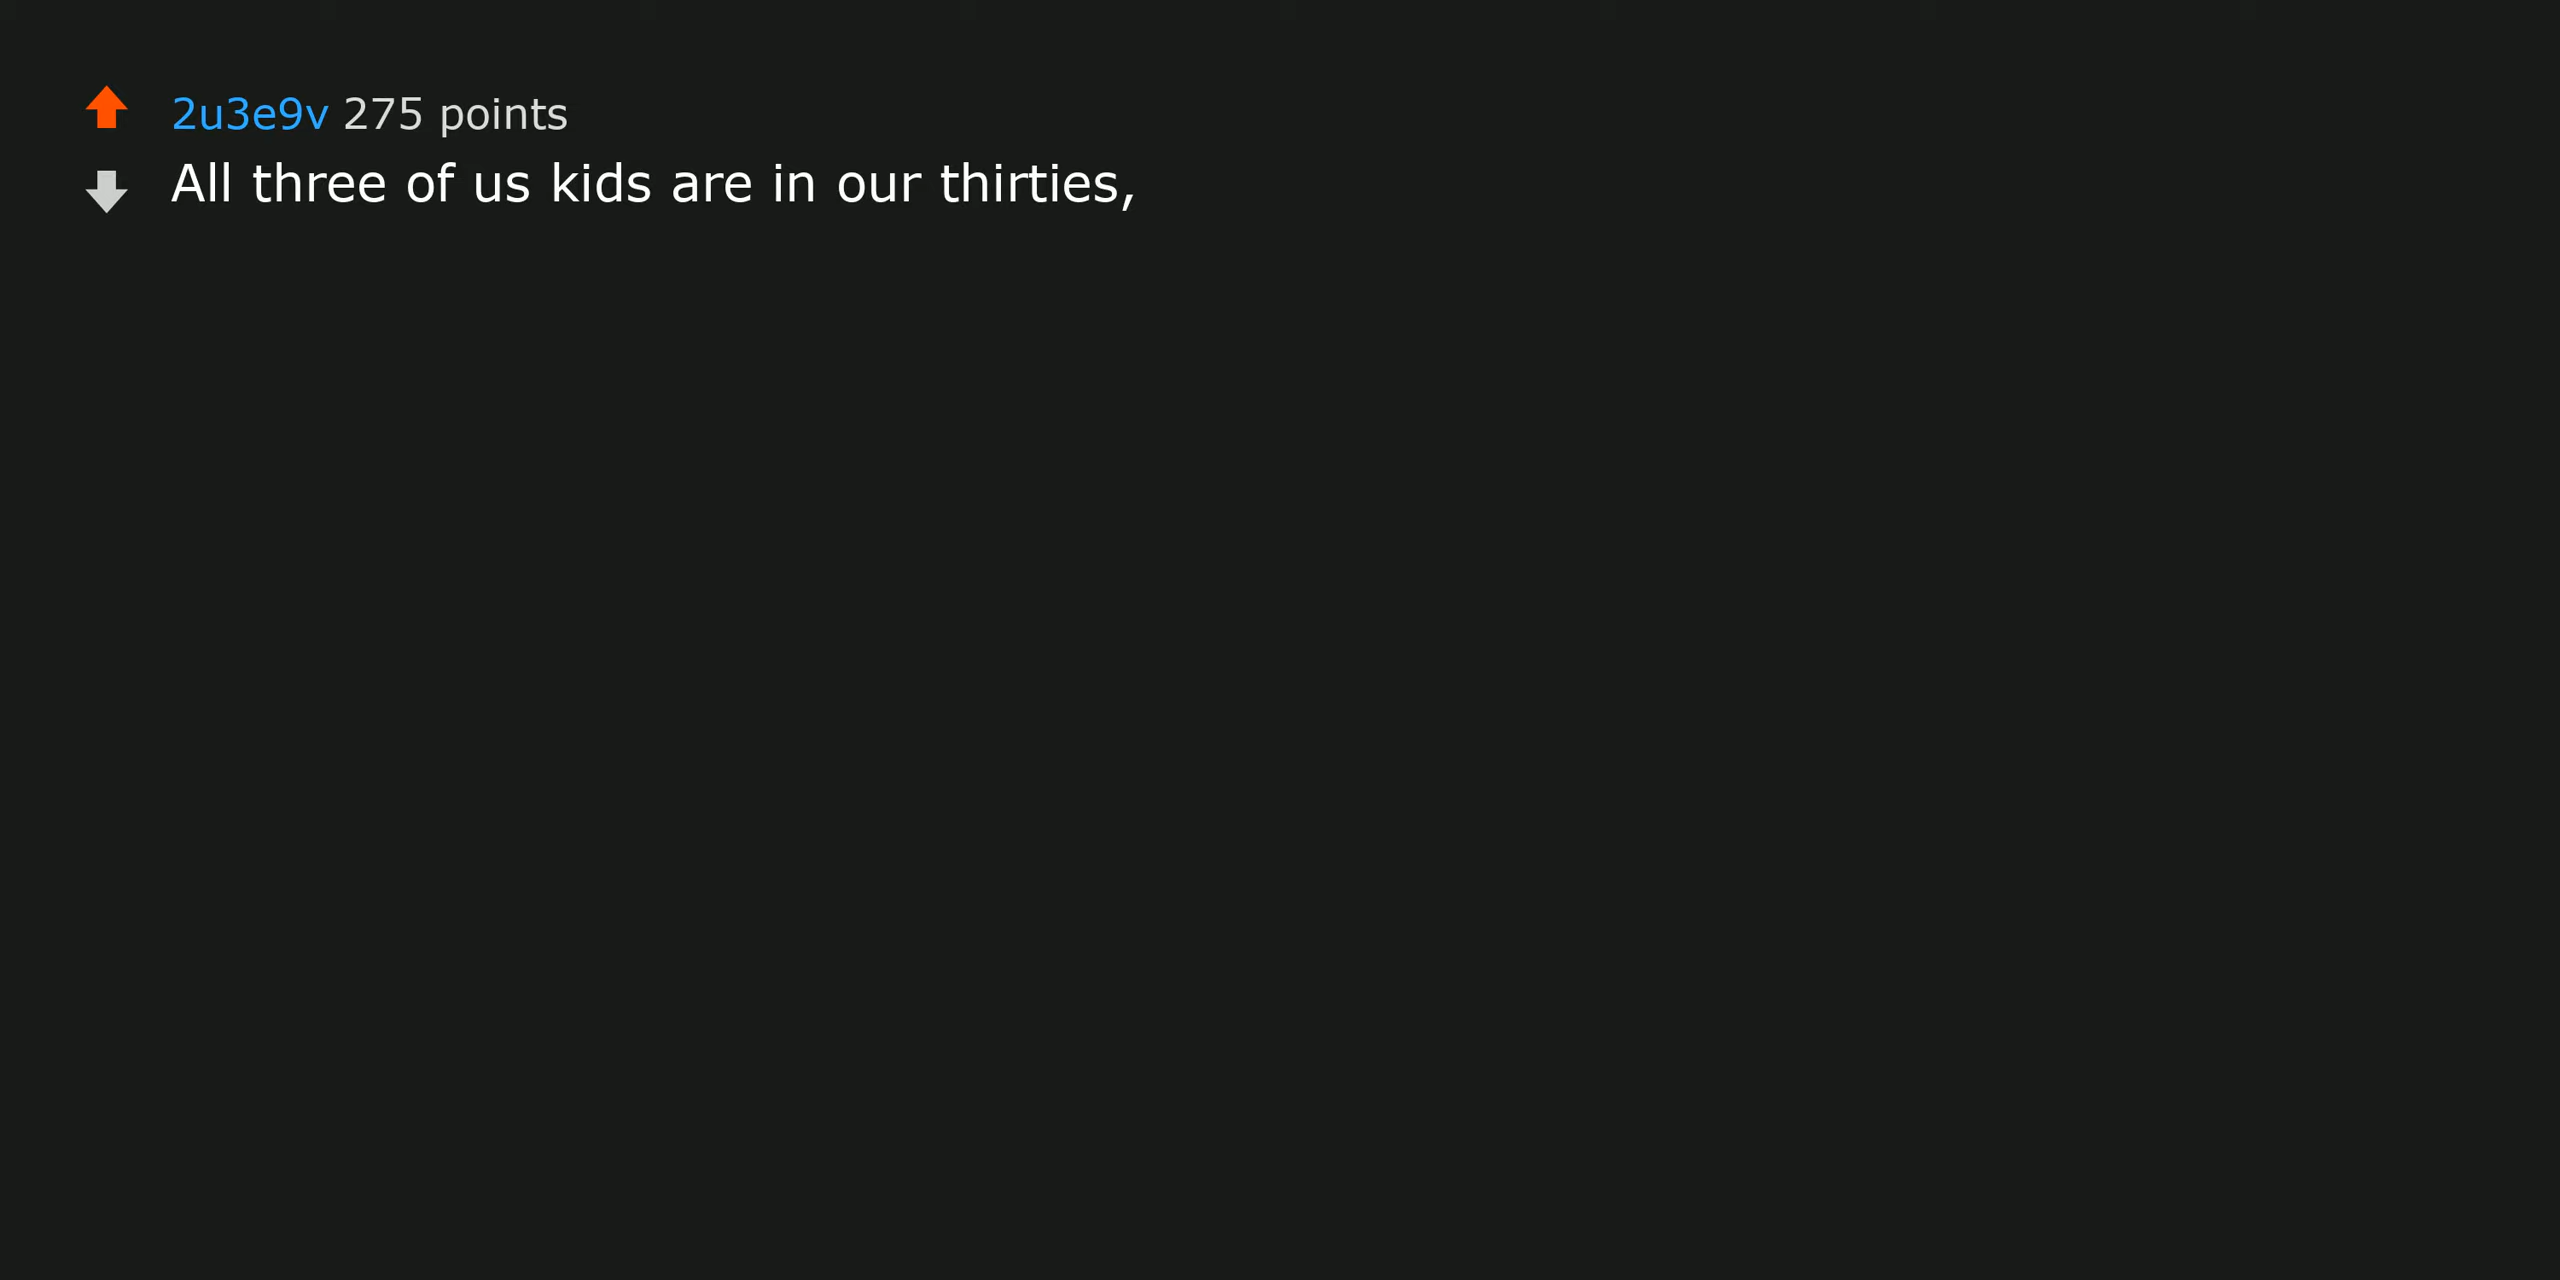 2u3e9v 275 points
All three of us kids are in our thirties,